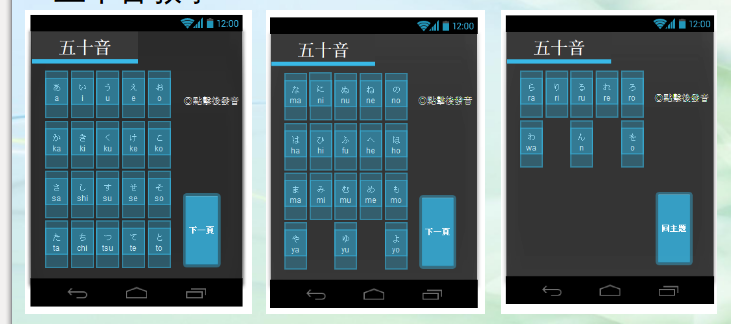 12:00
五十音
あ い う え お
a i u e o
◎點擊後發音
か き く け こ
ka ki ku ke ko
さ し す せ そ
sa shi su se so
た ち つ て と
ta chi tsu te to
下一頁
12:00
五十音
な に ぬ ね の
ma ni nu ne no
◎點擊後發音
は ひ ふ へ ほ
ha hi fu he ho
ま み む め も
ma mi mu me mo
や ゆ よ
ya yu yo
下一頁
12:00
五十音
ら り る れ ろ
ra ri ru re ro
◎點擊後發音
わ ん を
wa n o
回主題